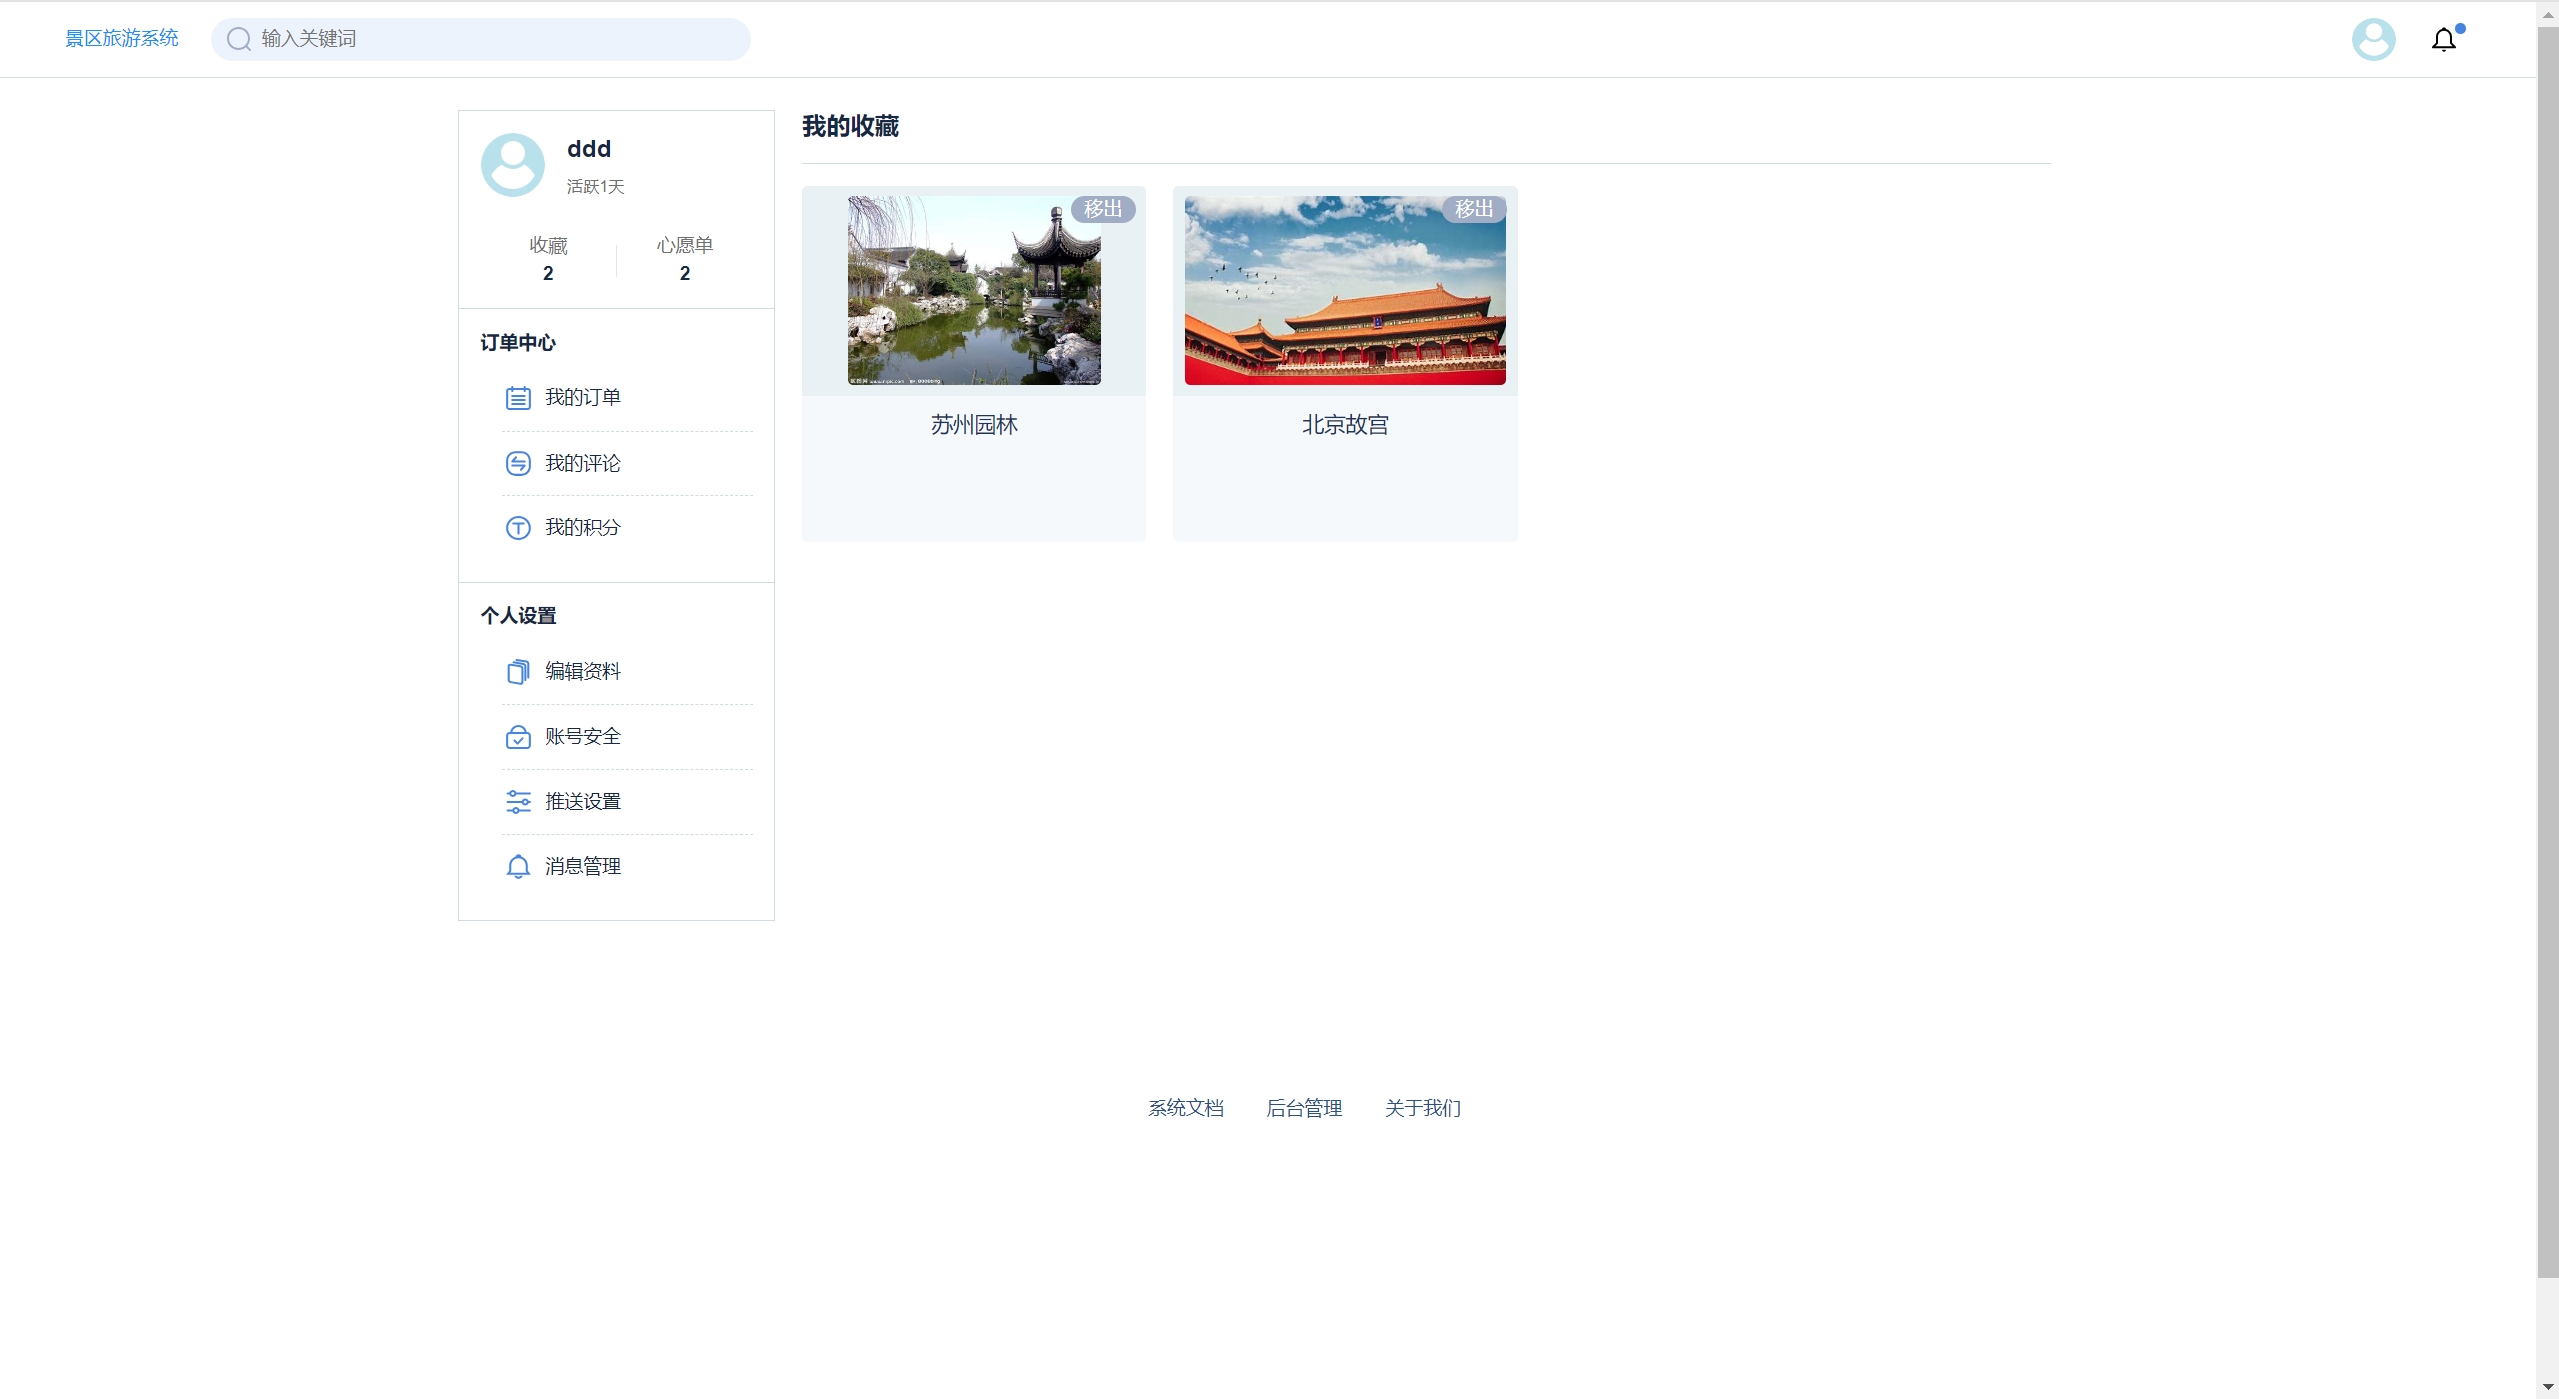 景区旅游系统
输入关键词
ddd
活跃1天
收藏
2
心愿单
2
订单中心
我的订单
我的评论
我的积分
个人设置
编辑资料
账号安全
推送设置
消息管理
我的收藏
移出
苏州园林
移出
北京故宫
系统文档
后台管理
关于我们